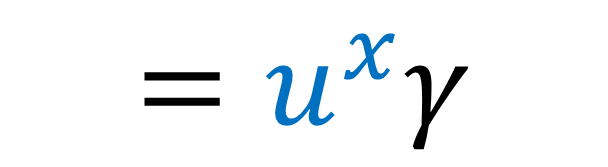 = u^x γ